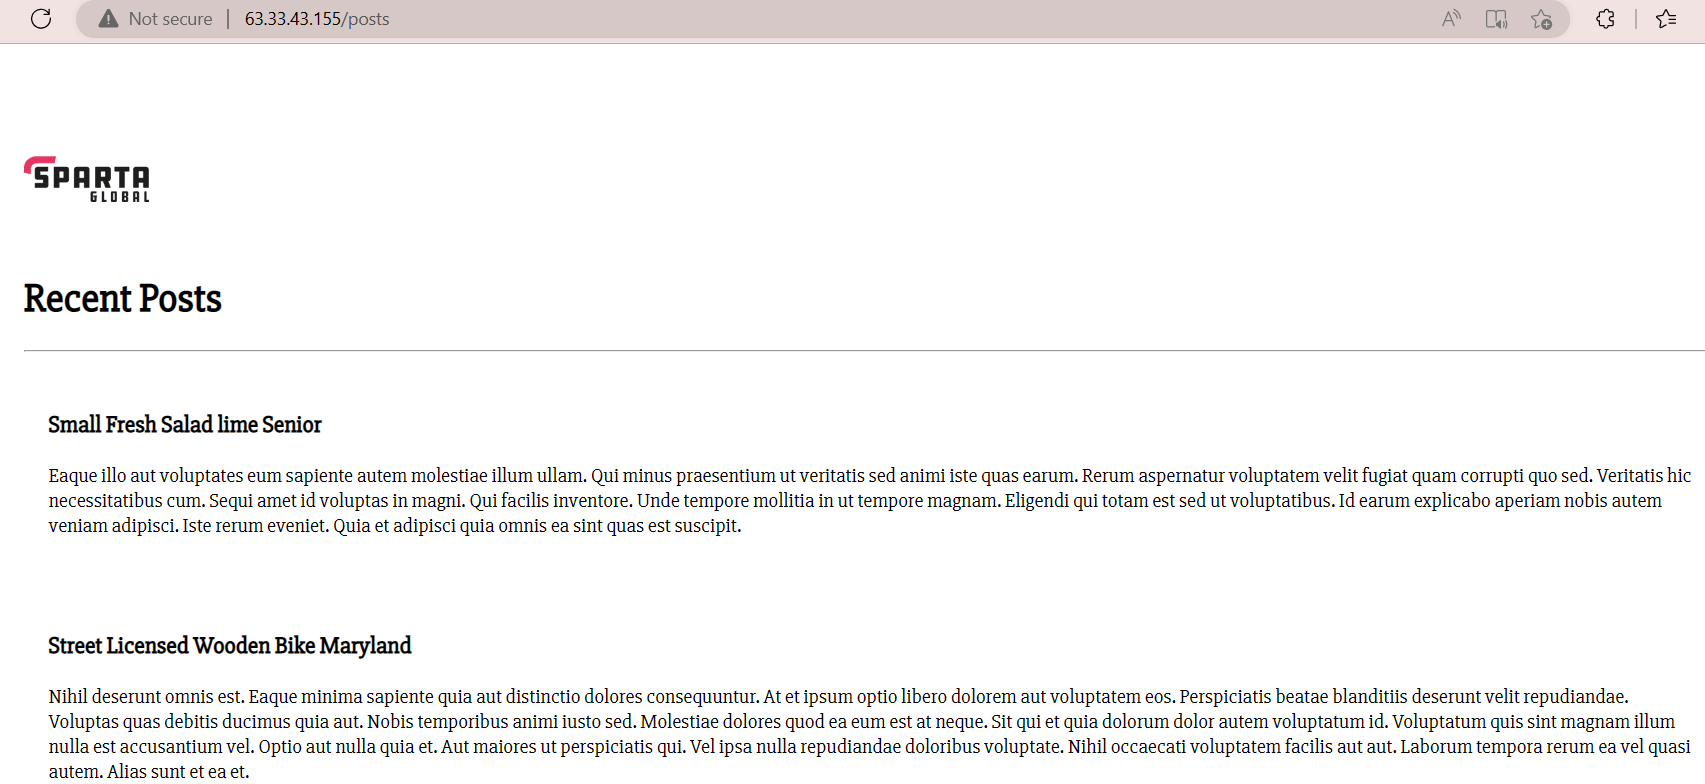 Not secure | 63.33.43.155/posts
SPARTA
GLOBAL
Recent Posts
Small Fresh Salad lime Senior
Eaque illo aut voluptates eum sapiente autem molestiae illum ullam. Qui minus praesentium ut veritatis sed animi iste quas earum. Rerum aspernatur voluptatem velit fugiat quam corrupti quo sed. Veritatis hic
necessitatibus cum. Sequi amet id voluptas in magni. Qui facilis inventore. Unde tempore mollitia in ut tempore magnam. Eligendi qui totam est sed ut voluptatibus. Id earum explicabo aperiam nobis autem
veniam adipisci. Iste rerum eveniet. Quia et adipisci quia omnis ea sint quas est suscipit.
Street Licensed Wooden Bike Maryland
Nihil deserunt omnis est. Eaque minima sapiente quia aut distinctio dolores consequuntur. At et ipsum optio libero dolorem aut voluptatem eos. Perspiciatis beatae blanditiis deserunt velit repudiandae.
Voluptas quas debitis ducimus quia aut. Nobis temporibus animi iusto sed. Molestiae dolores quod ea eum est at neque. Sit qui et quia dolorum dolor autem voluptatum id. Voluptatum quis sint magnam illum
nulla est accusantium vel. Optio aut nulla quia et. Aut maiores ut perspiciatis qui. Vel ipsa nulla repudiandae doloribus voluptate. Nihil occaecati voluptatem facilis aut aut. Laborum tempora rerum ea vel quasi
autem. Alias sunt et ea et.